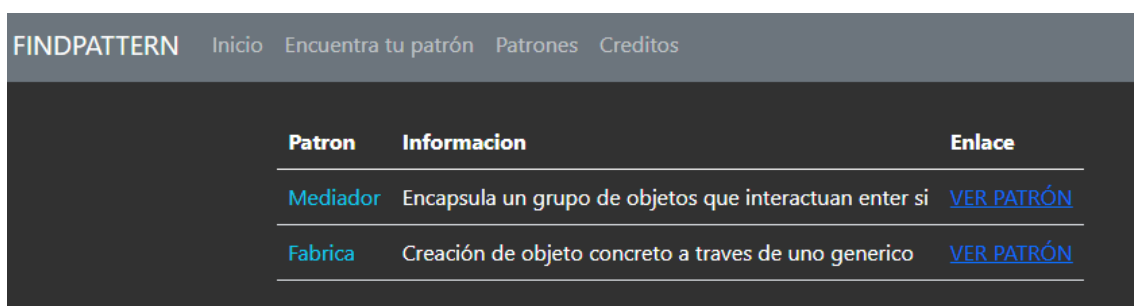 FINDPATTERN Inicio Encuentra tu patrón Patrones Creditos
Patron Informacion Enlace
Mediador Encapsula un grupo de objetos que interactuan enter si VER PATRÓN
Fabrica Creación de objeto concreto a traves de uno generico VER PATRÓN